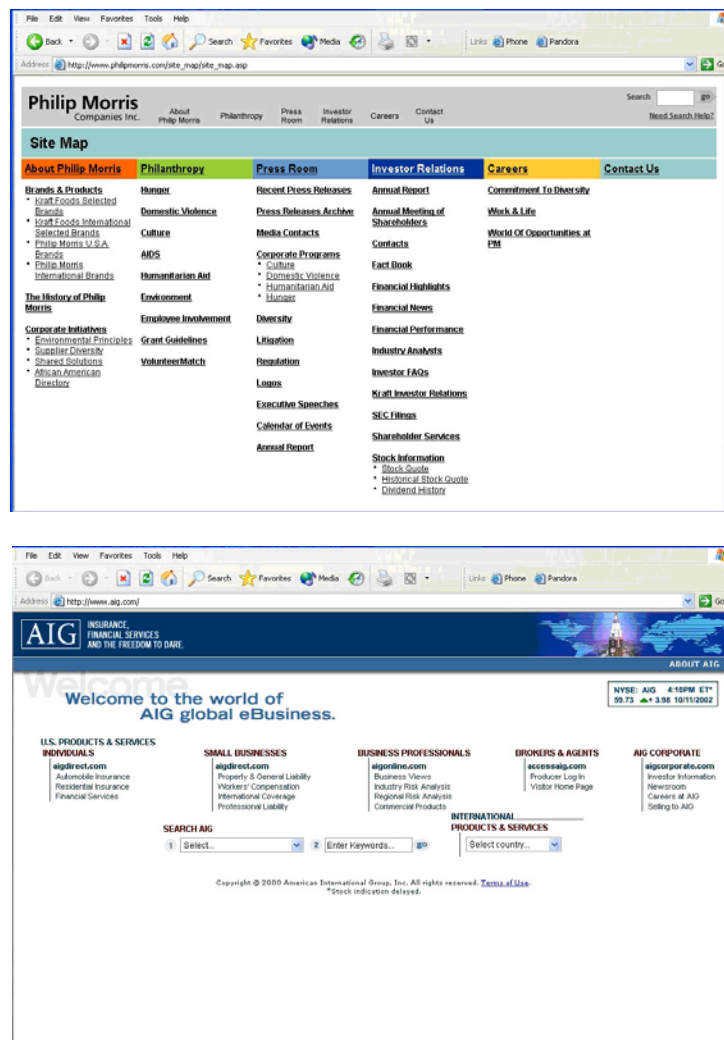 File Edit View Favorites Tools Help
Back Search Favorites Media Links Phone Pandora
Address http://www.philipmorris.com/site_map/site_map.asp Go
Philip Morris
Companies Inc.
About Philip Morris
Philanthropy
Press Room
Investor Relations
Careers
Contact Us
Search go
Need Search Help?
Site Map
About Philip Morris
Brands & Products
• Kraft Foods Selected
Brands
• Kraft Foods International
Selected Brands
• Philip Morris U.S.A.
Brands
• Philip Morris
International Brands
The History of Philip
Morris
Corporate Initiatives
• Environmental Principles
• Supplier Diversity
• Shared Solutions
• African American
Directory
Philanthropy
Hunger
Domestic Violence
Culture
AIDS
Humanitarian Aid
Environment
Employee Involvement
Grant Guidelines
VolunteerMatch
Press Room
Recent Press Releases
Press Releases Archive
Media Contacts
Corporate Programs
• Culture
• Domestic Violence
• Humanitarian Aid
• Hunger
Diversity
Litigation
Regulation
Logos
Executive Speeches
Calendar of Events
Annual Report
Investor Relations
Annual Report
Annual Meeting of
Shareholders
Contacts
Fact Book
Financial Highlights
Financial News
Financial Performance
Industry Analysts
Investor FAQs
Kraft Investor Relations
SEC Filings
Shareholder Services
Stock Information
• Stock Quote
• Historical Stock Quote
• Dividend History
Careers
Commitment To Diversity
Work & Life
World Of Opportunities at
PM
Contact Us
File Edit View Favorites Tools Help
Back Search Favorites Media Links Phone Pandora
Address http://www.aig.com/ Go
AIG
INSURANCE,
FINANCIAL SERVICES
AND THE FREEDOM TO DARE.
ABOUT AIG
Welcome
Welcome to the world of
AIG global eBusiness.
NYSE: AIG 4:10PM ET*
59.73 + 3.98 10/11/2002
U.S. PRODUCTS & SERVICES
INDIVIDUALS
aigdirect.com
Automobile Insurance
Residential Insurance
Financial Services
SMALL BUSINESSES
aigdirect.com
Property & General Liability
Workers' Compensation
International Coverage
Professional Liability
BUSINESS PROFESSIONALS
aigonline.com
Business Views
Industry Risk Analysis
Regional Risk Analysis
Commercial Products
BROKERS & AGENTS
accessaig.com
Producer Log In
Visitor Home Page
AIG CORPORATE
aigcorporate.com
Investor Information
Newsroom
Careers at AIG
Selling to AIG
SEARCH AIG
1 Select... 2 Enter Keywords... go
INTERNATIONAL
PRODUCTS & SERVICES
Select country...
Copyright © 2000 American International Group, Inc. All rights reserved. Terms of Use.
*Stock indication delayed.